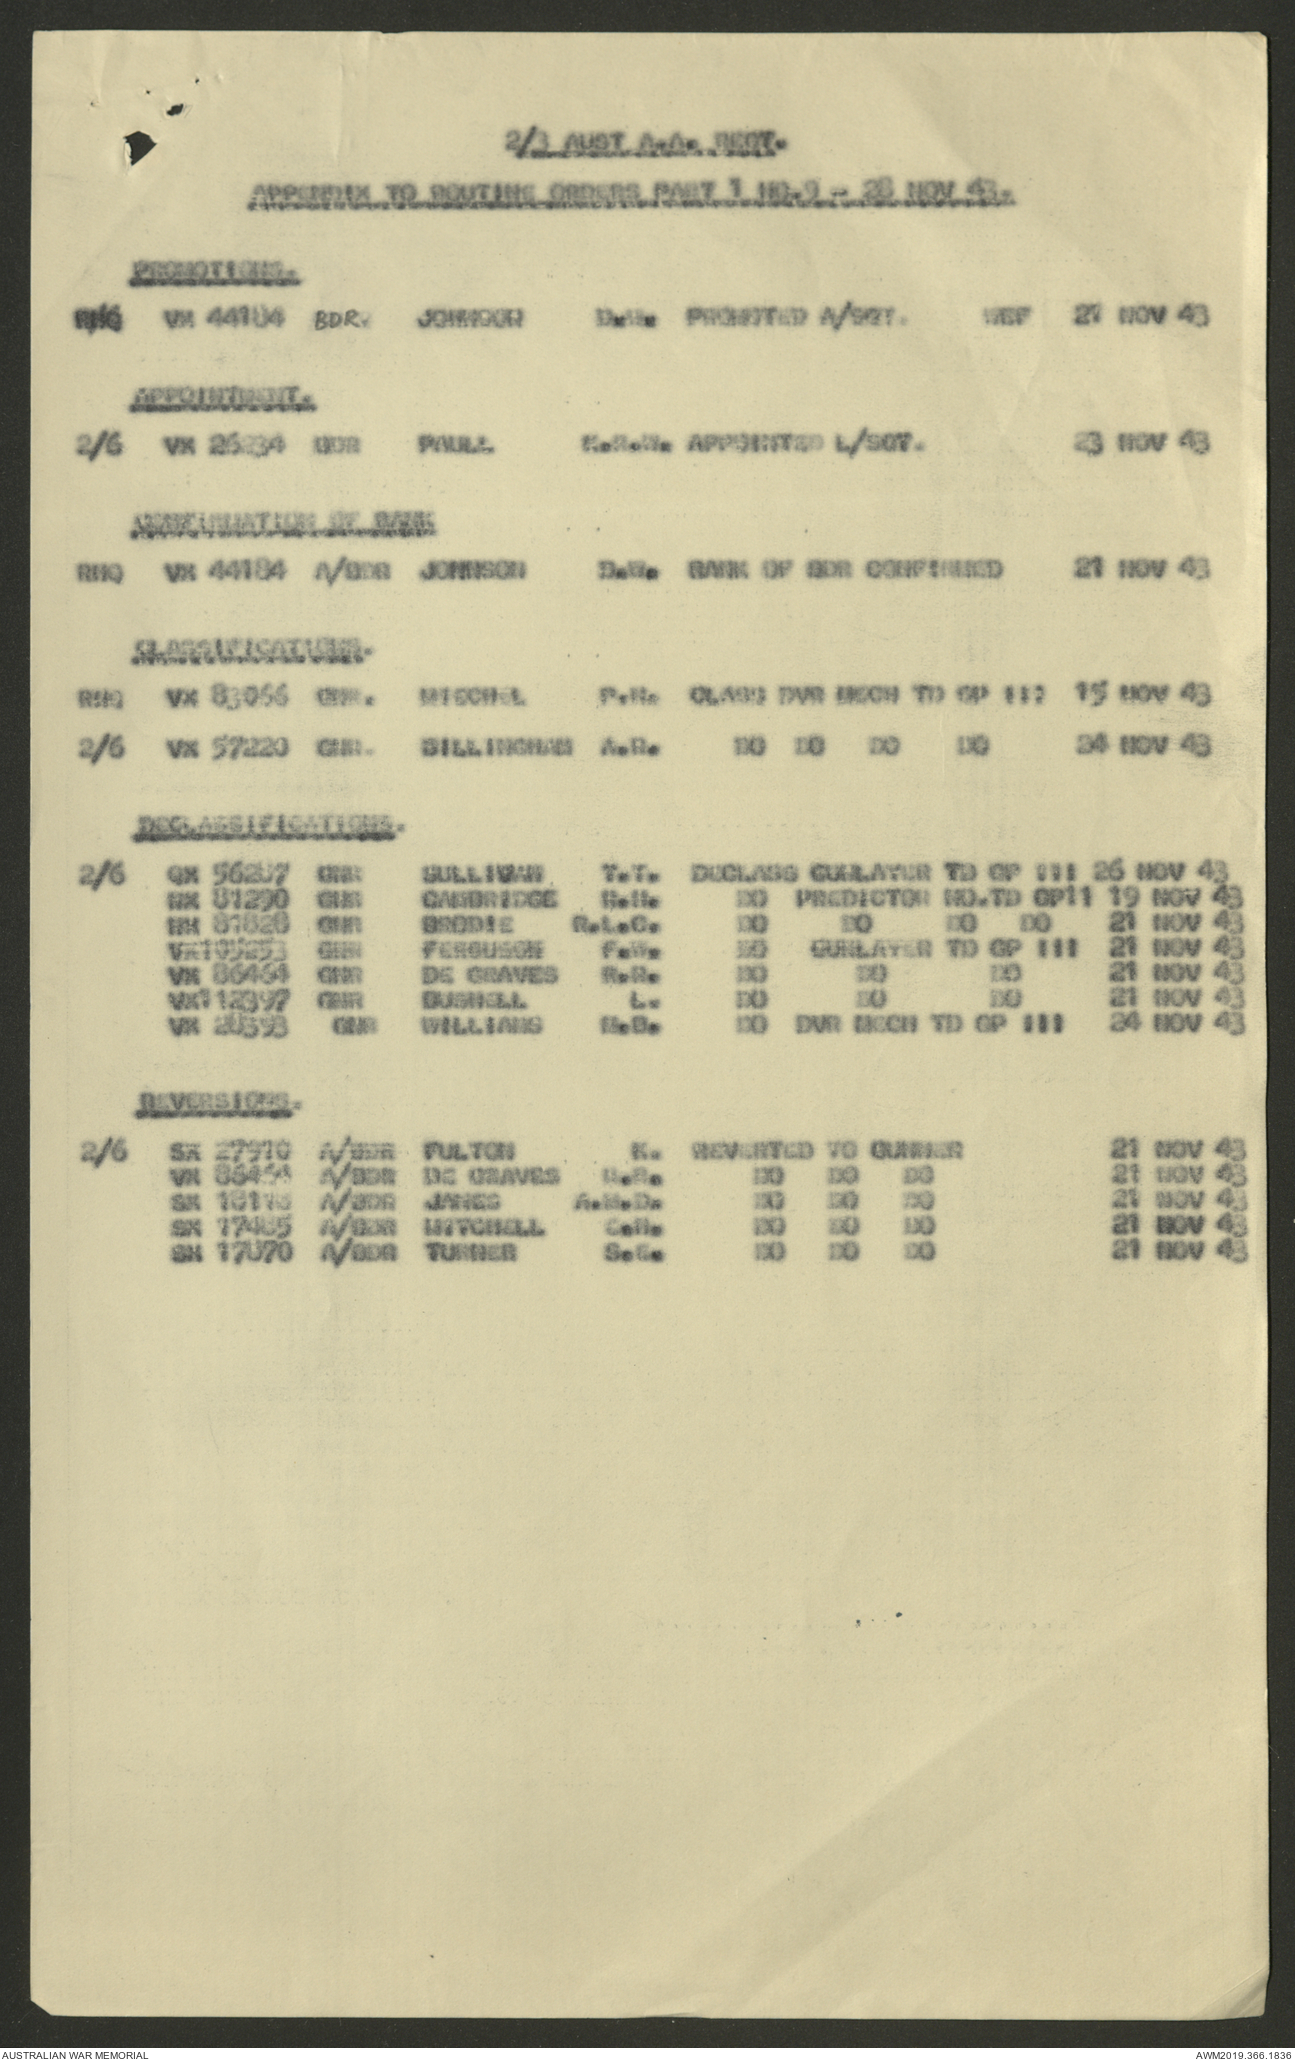 2/3 AUST A.A. REGT.
APPENDIX TO ROUTINE ORDERS PART 1 NO.9 - 28 NOV 43.
PROMOTIONS.
RHQ VX 44184 BDR. JOHNSON D.W. PROMOTED A/SGT. WEF 21 NOV 43
APPOINTMENT.
2/6 VX 26234 BDR PAULL APPOINTED L/SGT. 23 NOV 43
CONFIRMATION OF RANK
RHQ VX 44184 A/BDR JOHNSON D.W. RANK OF BDR CONFIRMED 21 NOV 43
CLASSIFICATIONS.
RHQ VX 83056 GNR. MIECHEL CLASS DVR MECH TD GP III 15 NOV 43
2/6 VX 57220 GNR. BILLINGHAM A.R. DO DO DO DO 24 NOV 43
DECLASSIFICATIONS.
2/6 QX 56207 GNR SULLIVAN T.T. DECLASS GUNLAYER TD GP III 26 NOV 43
NX 81290 GNR CAMBRIDGE DO PREDICTOR NO.TD GP11 19 NOV 43
NX 81828 GNR BRODIE R.L.C. DO DO DO DO 21 NOV 43
VX105253 GNR FERGUSON F.W. DO GUNLAYER TD GP III 21 NOV 43
VX 86464 GNR DE GRAVES R.R. DO DO DO 21 NOV 43
VX112397 GNR BUSHELL L. DO DO DO 21 NOV 43
VX GNR WILLIAMS DO DVR MECH TD GP III 24 NOV 43
REVERSIONS.
2/6 SX 27910 A/BDR FULTON K. REVERTED TO GUNNER 21 NOV 43
VX 86464 A/BDR DE GRAVES R.R. DO DO DO 21 NOV 43
SX A/BDR JAMES A.M.D. DO DO DO 21 NOV 43
SX 17485 A/BDR MITCHELL DO DO DO 21 NOV 43
SX 17070 A/BDR TURNER DO DO DO 21 NOV 43
AUSTRALIAN WAR MEMORIAL AWM2019.366.1836